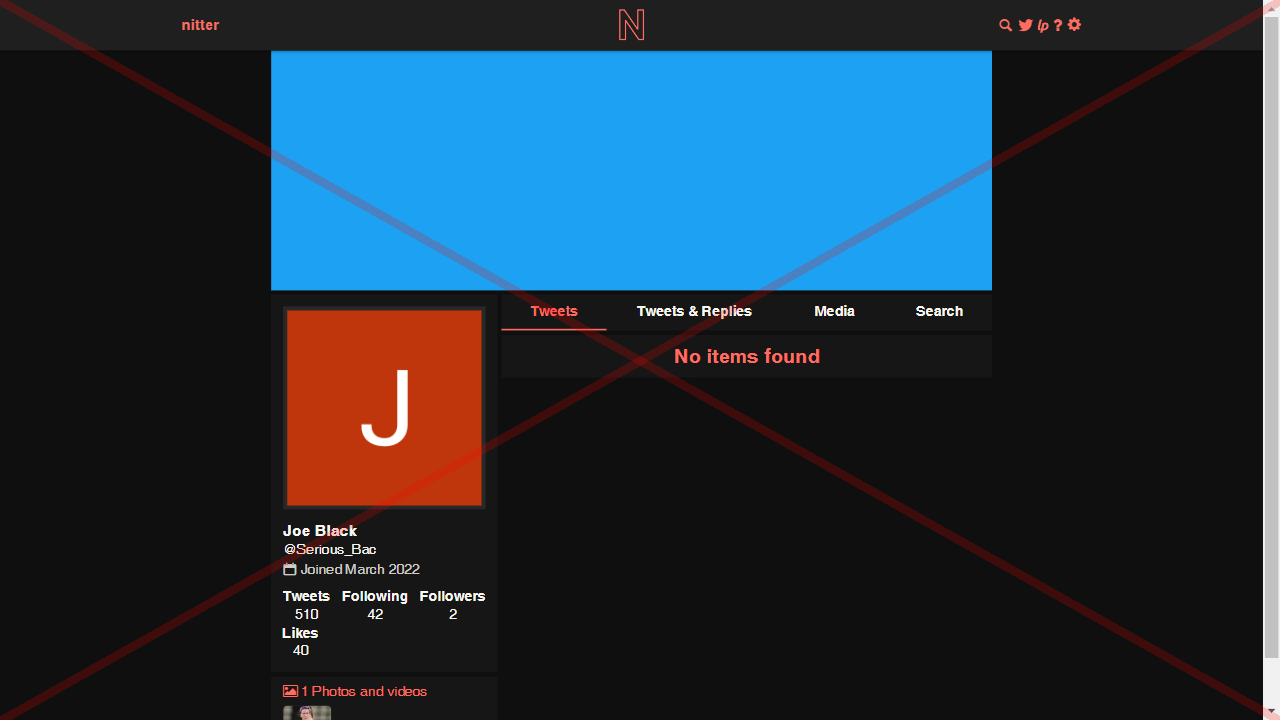 nitter
N
lp ?
Tweets Tweets & Replies Media Search
No items found
J
Joe Black
@Serious_Bac
Joined March 2022
Tweets Following Followers
510 42 2
Likes
40
1 Photos and videos